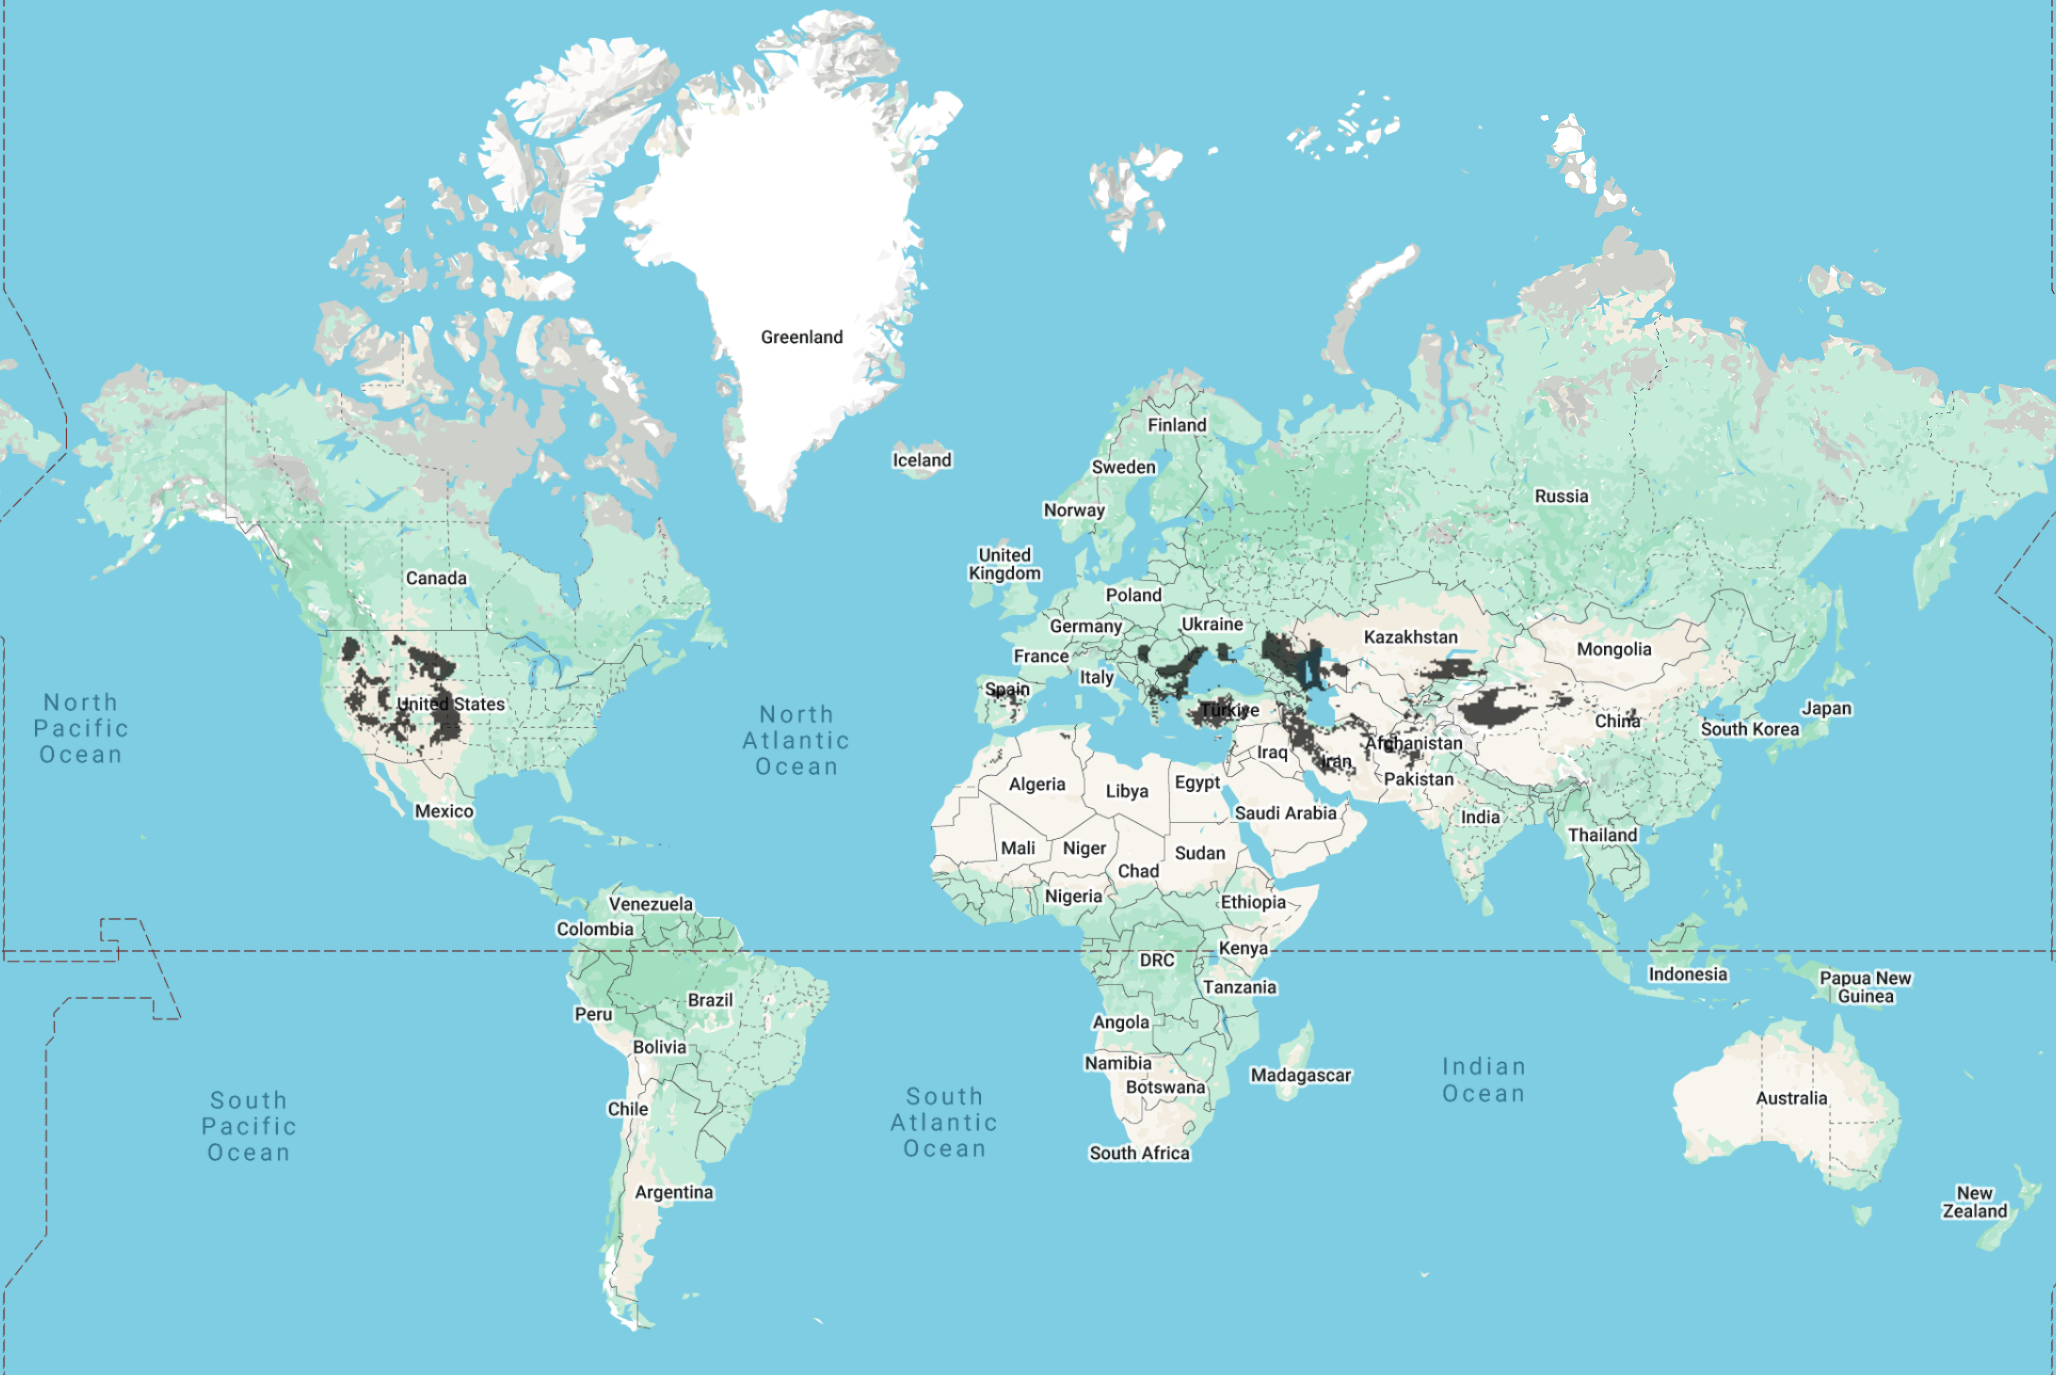 Greenland
Finland
Iceland
Sweden
Russia
Norway
United
Kingdom
Canada
Poland
Germany
Ukraine
Kazakhstan
France
Mongolia
Italy
Spain
United States
North
Pacific
Ocean
North
Atlantic
Ocean
Türkiye
China
Japan
South Korea
Afghanistan
Iraq
Iran
Pakistan
Algeria
Libya
Egypt
Mexico
Saudi Arabia
India
Thailand
Mali
Niger
Chad
Sudan
Nigeria
Ethiopia
Venezuela
Colombia
Kenya
DRC
Indonesia
Papua New
Guinea
Tanzania
Brazil
Peru
Angola
Bolivia
Namibia
Botswana
Madagascar
Indian
Ocean
Australia
Chile
South
Pacific
Ocean
South
Atlantic
Ocean
South Africa
Argentina
New
Zealand